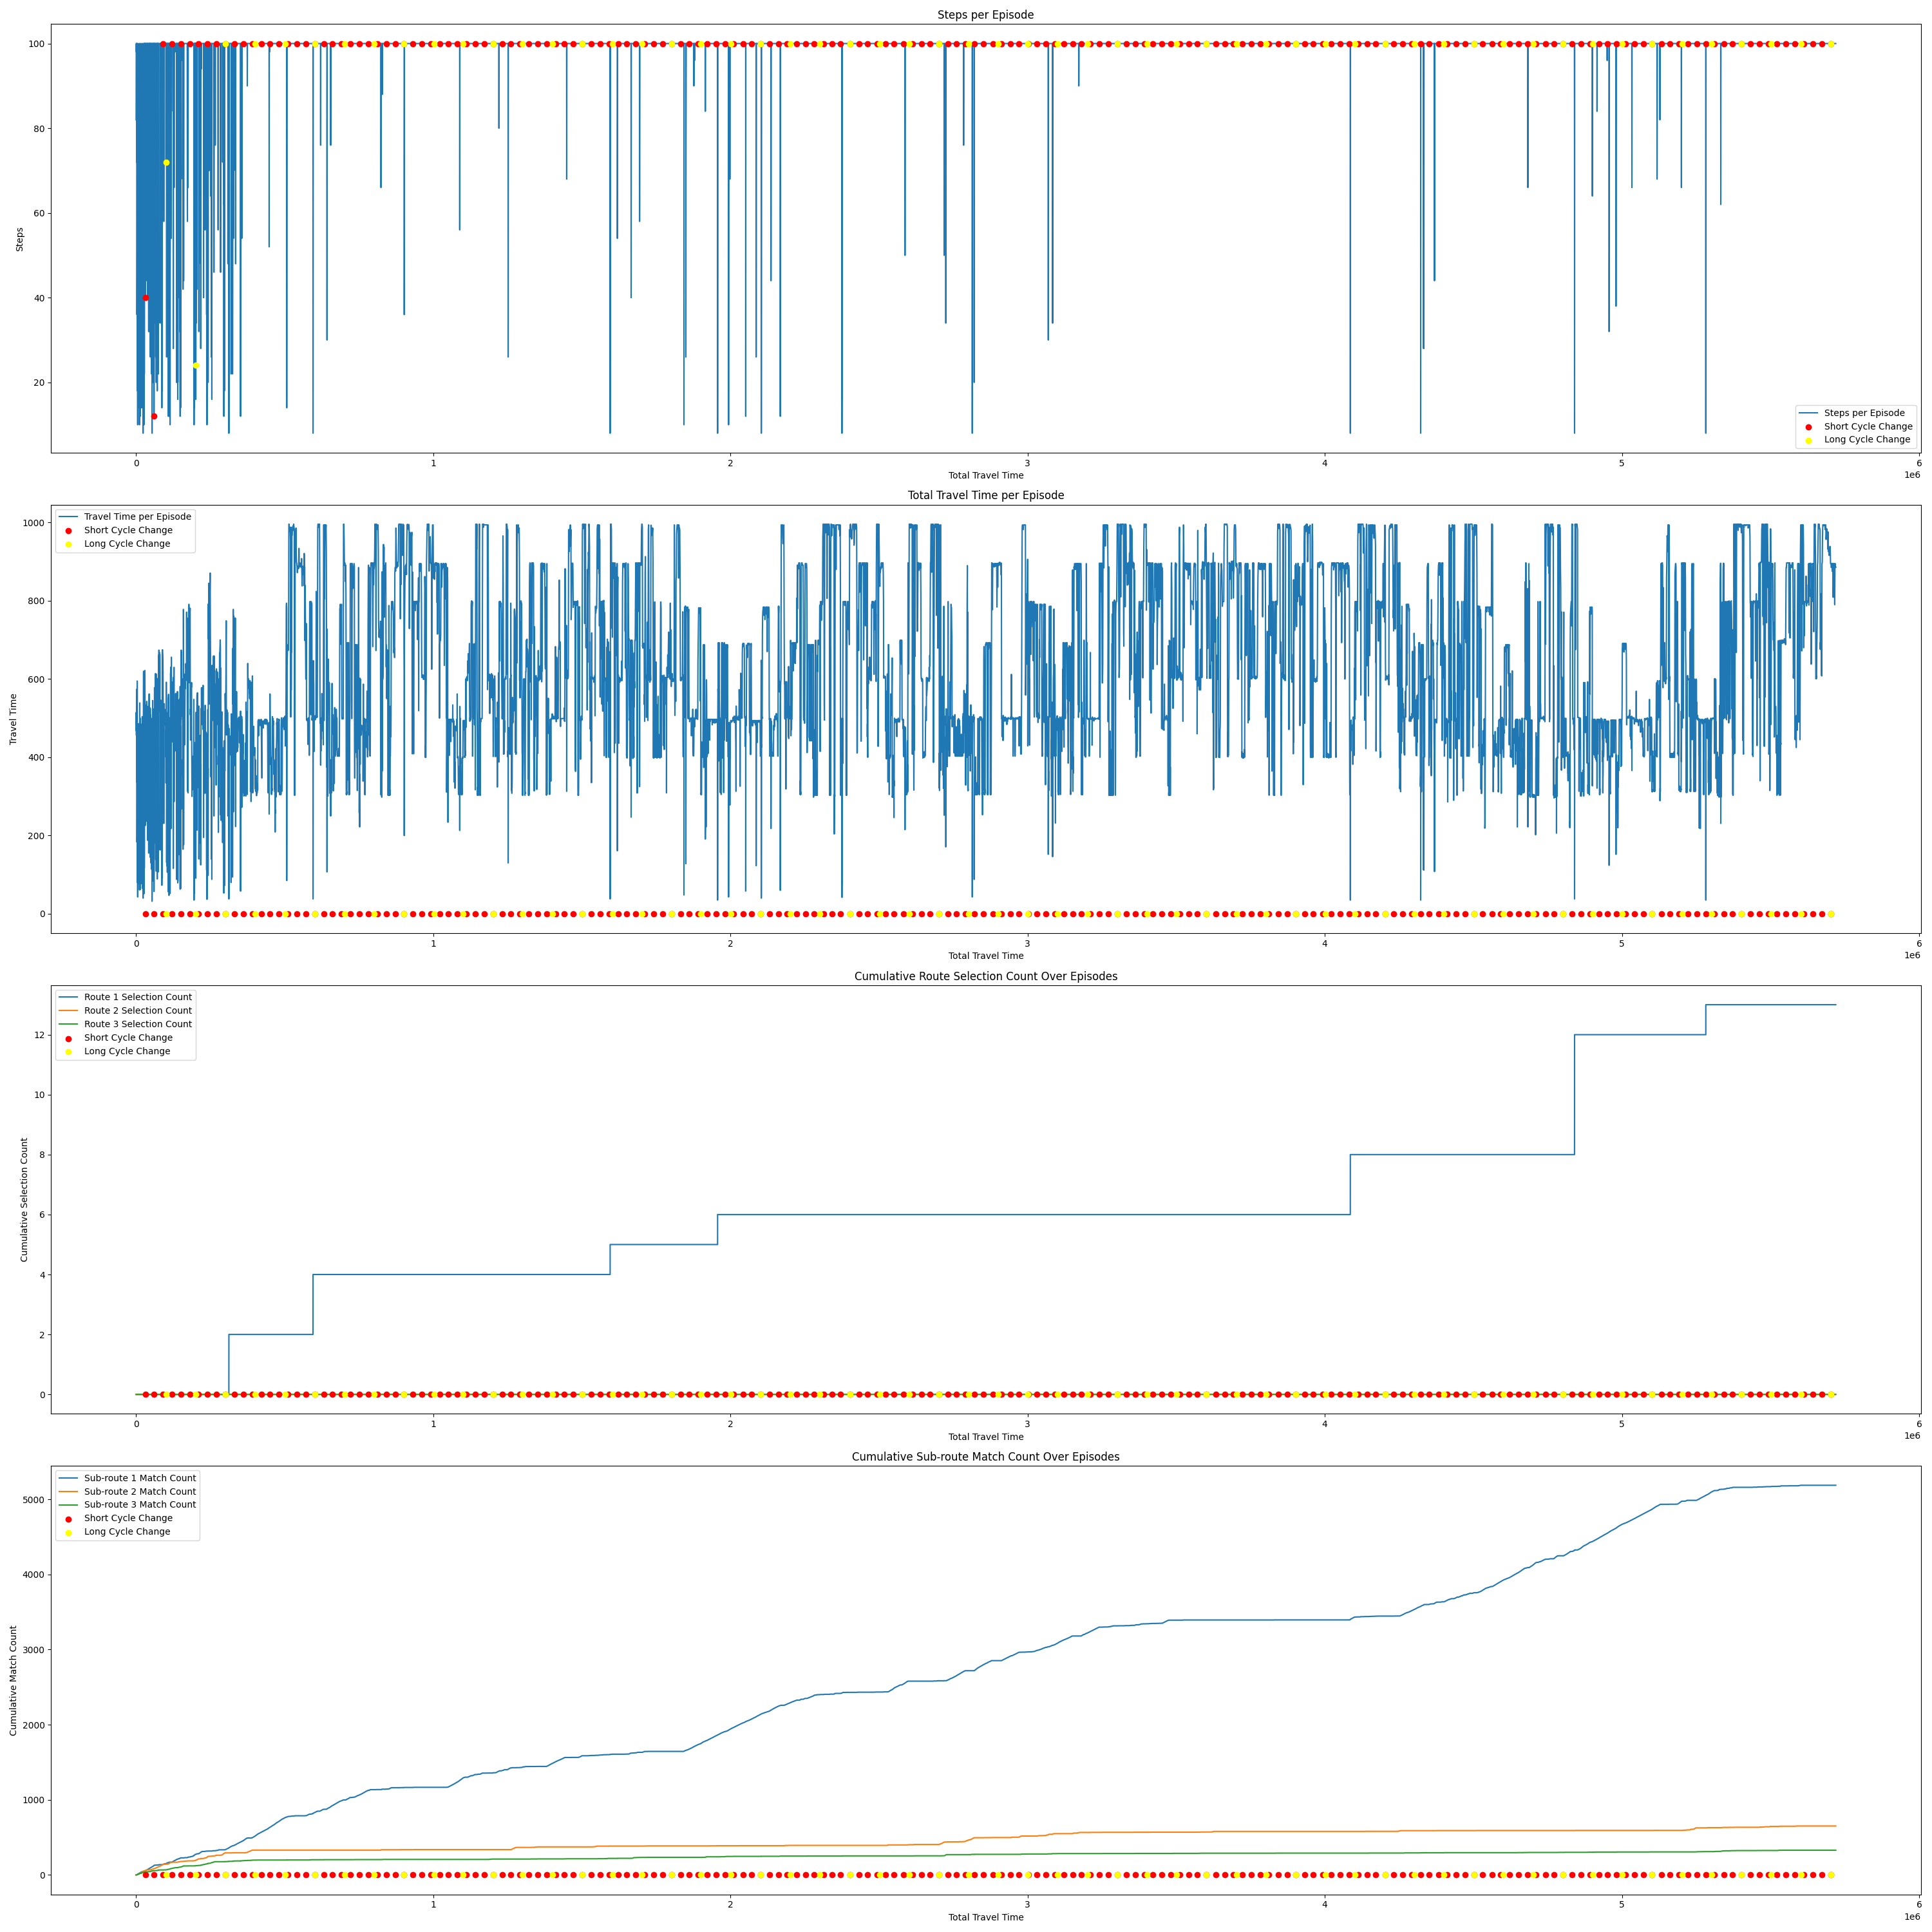 Steps per Episode
100
80
60
40
20
Steps
Steps per Episode
Short Cycle Change
Long Cycle Change
0 1 2 3 4 5 6
Total Travel Time
1e6
Total Travel Time per Episode
Travel Time per Episode
Short Cycle Change
Long Cycle Change
1000
800
600
400
200
0
Travel Time
0 1 2 3 4 5 6
Total Travel Time
1e6
Cumulative Route Selection Count Over Episodes
Route 1 Selection Count
Route 2 Selection Count
Route 3 Selection Count
Short Cycle Change
Long Cycle Change
12
10
8
6
4
2
0
Cumulative Selection Count
0 1 2 3 4 5 6
Total Travel Time
1e6
Cumulative Sub-route Match Count Over Episodes
Sub-route 1 Match Count
Sub-route 2 Match Count
Sub-route 3 Match Count
Short Cycle Change
Long Cycle Change
5000
4000
3000
2000
1000
0
Cumulative Match Count
0 1 2 3 4 5 6
Total Travel Time
1e6